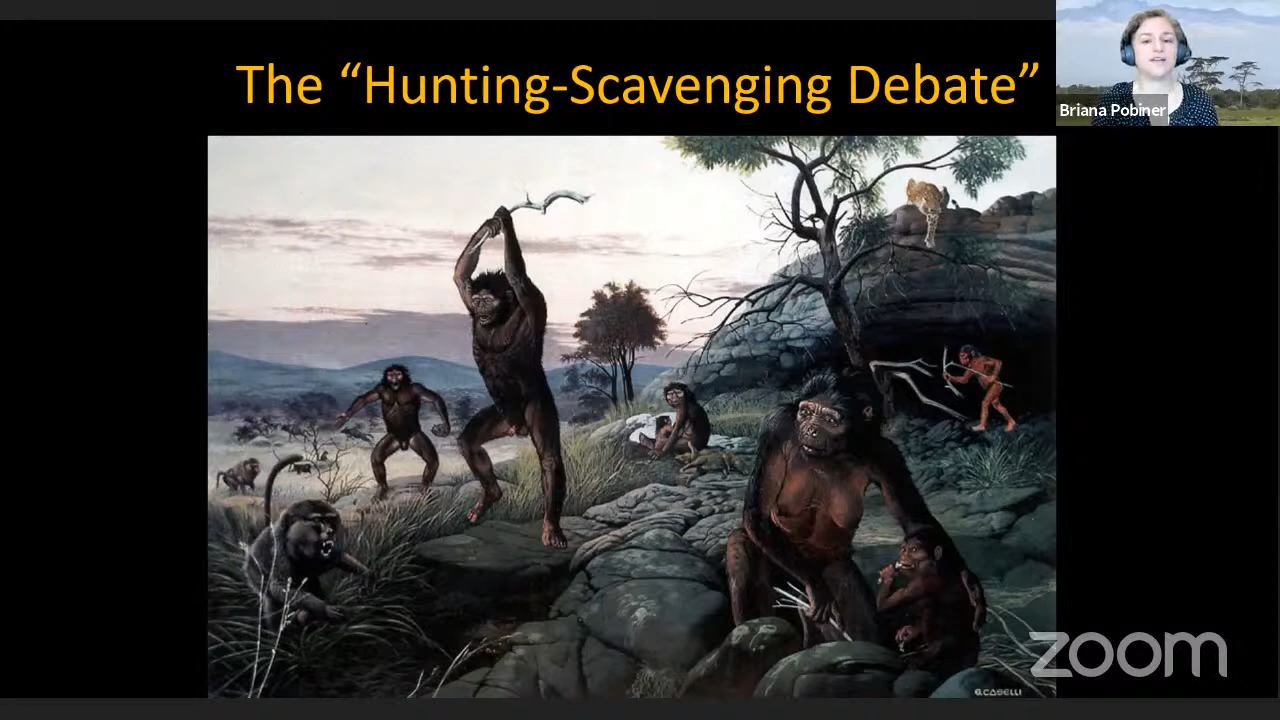 The “Hunting-Scavenging Debate”
Briana Pobiner
zoom
G.CASELLI